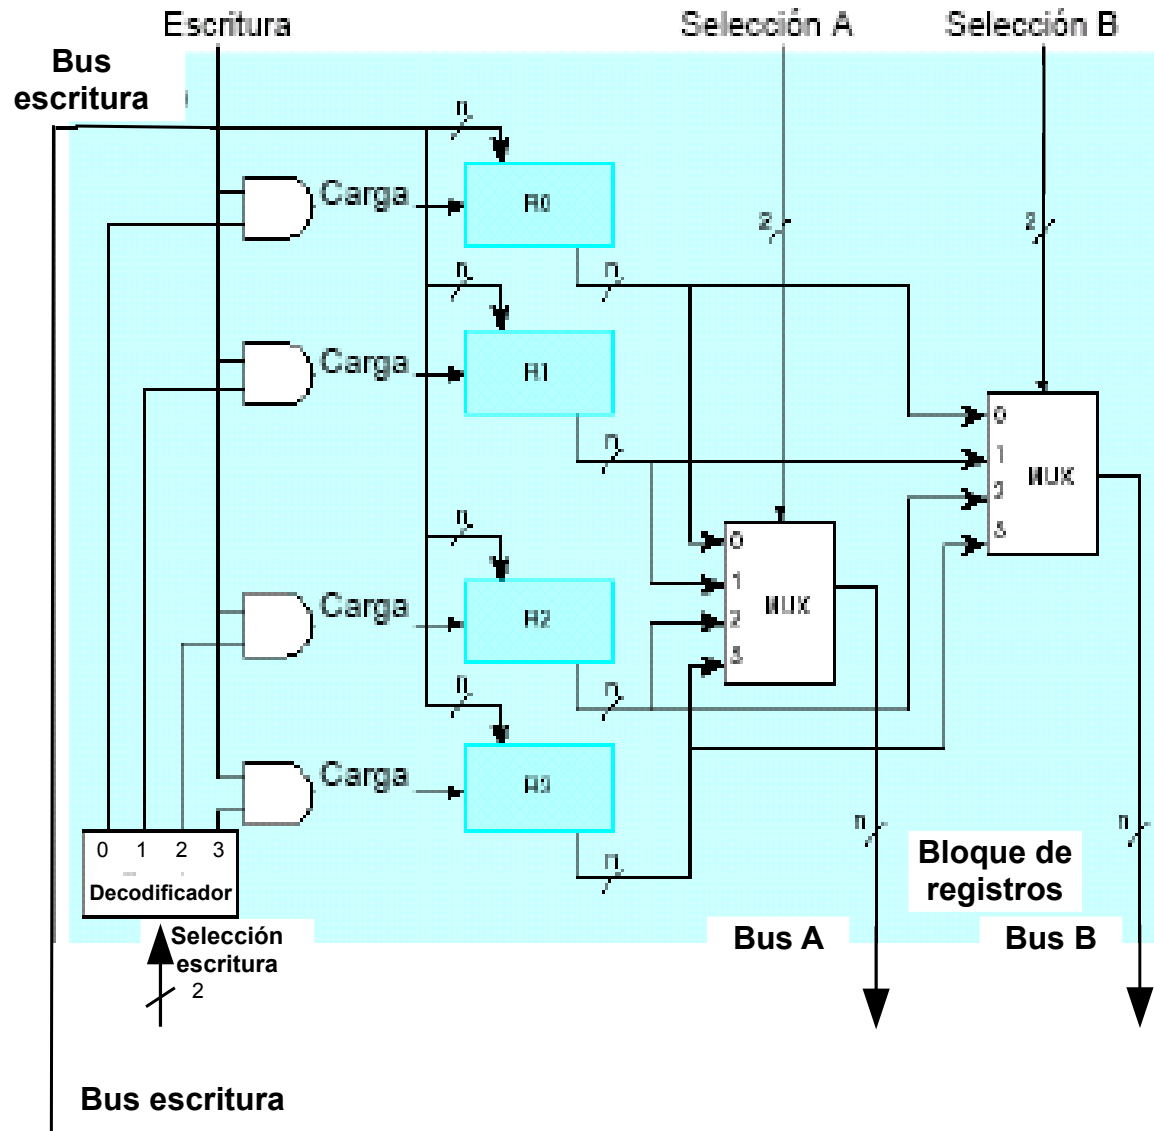 Escritura
Selección A
Selección B
Bus
escritura
n
Carga
R0
2
2
n
n
Carga
R1
0
n
1
MUX
2
n
3
0
1
Carga
R2
MUX
2
3
n
n
Carga
R3
n
n
0 1 2 3
n
Bloque de
registros
Decodificador
Selección
escritura
Bus A
Bus B
2
Bus escritura